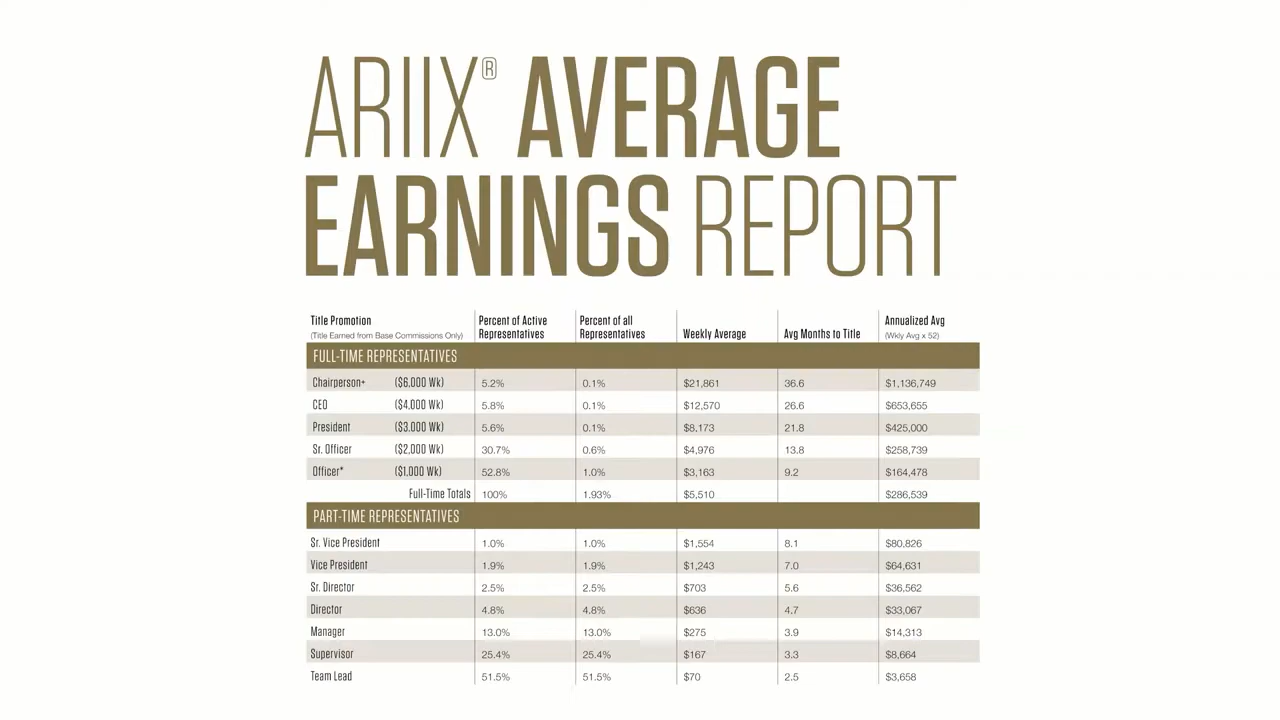 ARIIX® AVERAGE
EARNINGS REPORT
Title Promotion
(Title Earned from Base Commissions Only)
Percent of Active
Representatives
Percent of all
Representatives
Weekly Average
Avg Months to Title
Annualized Avg
(Wkly Avg x 52)
FULL-TIME REPRESENTATIVES
Chairperson+ ($6,000 Wk) 5.2% 0.1% $21,861 36.6 $1,136,749
CEO ($4,000 Wk) 5.8% 0.1% $12,570 26.6 $653,655
President ($3.000 Wk) 5.6% 0.1% $8,173 21.8 $425,000
Sr. Officer ($2,000 Wk) 30.7% 0.6% $4,976 13.8 $258,739
Officer* ($1,000 Wk) 52.8% 1.0% $3,163 9.2 $164,478
Full-Time Totals 100% 1.93% $5,510 $286,539
PART-TIME REPRESENTATIVES
Sr. Vice President 1.0% 1.0% $1,554 8.1 $80,826
Vice President 1.9% 1.9% $1,243 7.0 $64,631
Sr. Director 2.5% 2.5% $703 5.6 $36,562
Director 4.8% 4.8% $636 4.7 $33,067
Manager 13.0% 13.0% $275 3.9 $14,313
Supervisor 25.4% 25.4% $167 3.3 $8,664
Team Lead 51.5% 51.5% $70 2.5 $3,658